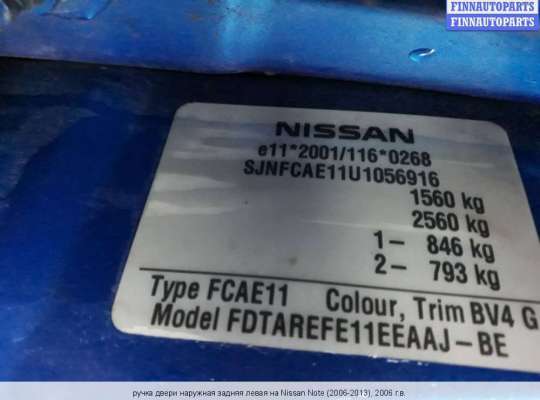 FINNAUTOPARTS
FINNAUTOPARTS
FINNAUTOPARTS
NISSAN
e11*2001/116*0268
SJNFCAE11U1056916
1560 kg
2560 kg
1- 846 kg
2- 793 kg
Type FCAE11 Colour, Trim BV4 G
Model FDTAREFE11EEAAJ-BE
ручка двери наружная задняя левая на Nissan Note (2006-2013), 2006 г.в.